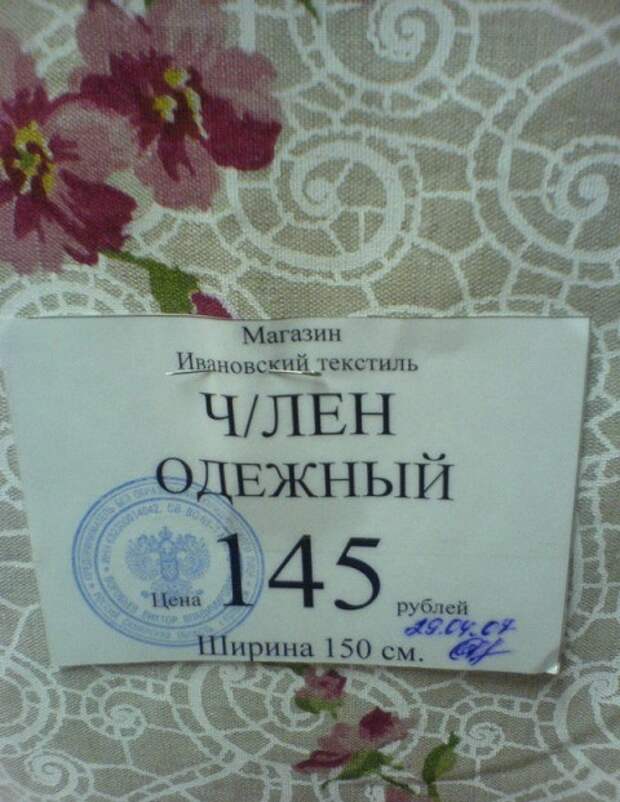 Магазин
Ивановский текстиль
Ч/ЛЕН
ОДЕЖНЫЙ
Цена 145 рублей
29.04.07
Ширина 150 см.